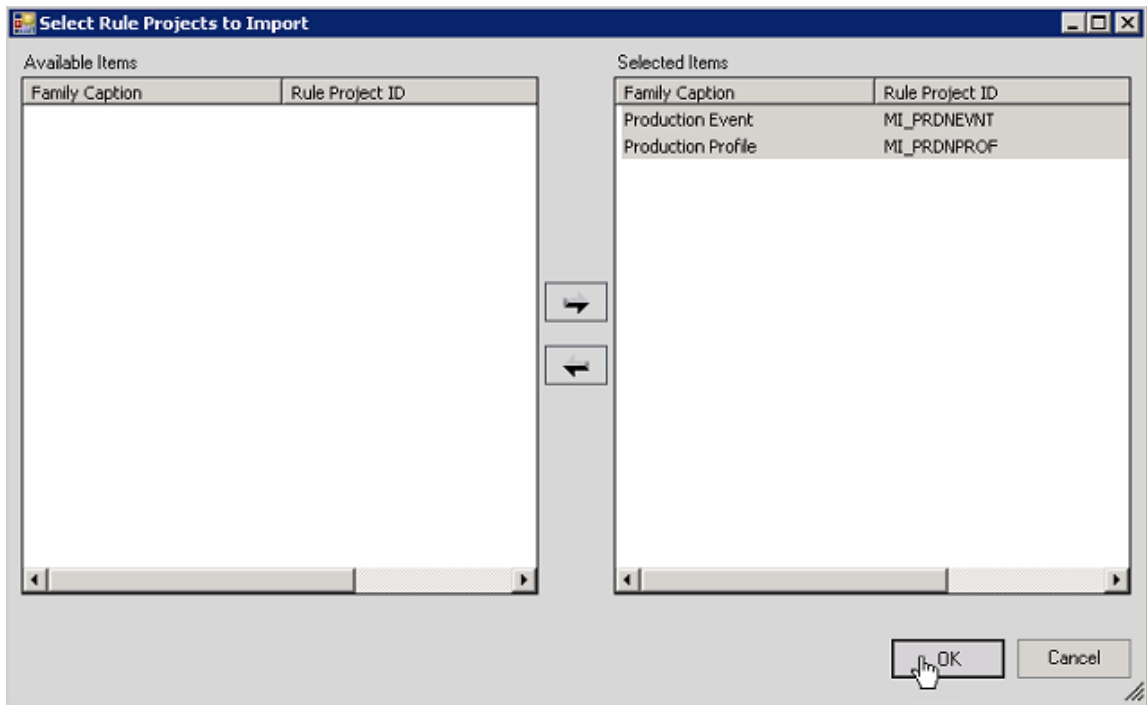 Select Rule Projects to Import
Available Items
Family Caption Rule Project ID
Selected Items
Family Caption Rule Project ID
Production Event MI_PRDNEVNT
Production Profile MI_PRDNPROF
OK Cancel